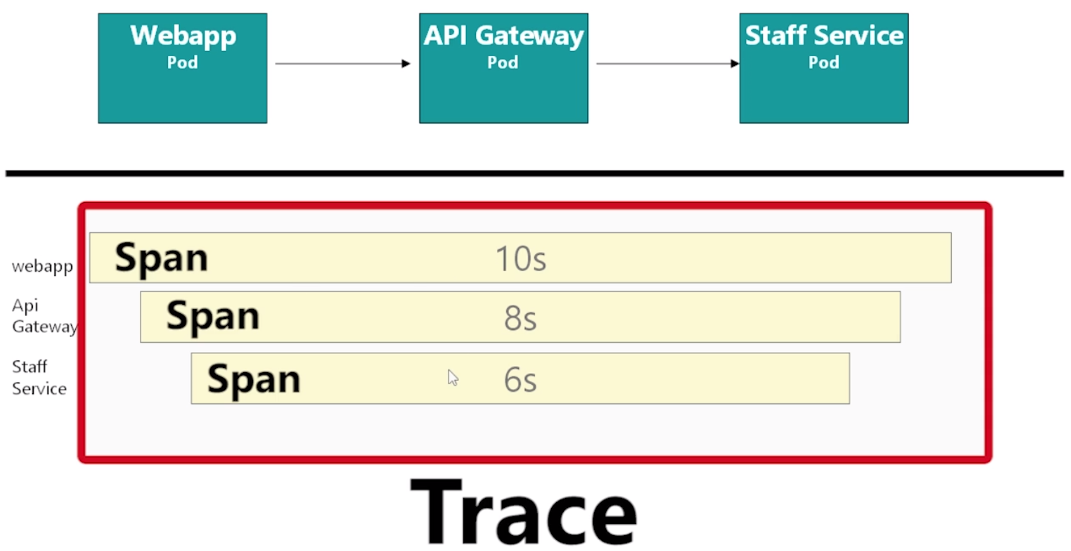 Webapp
Pod
API Gateway
Pod
Staff Service
Pod
webapp
Span
10s
Api
Gateway
Span
8s
Staff
Service
Span
6s
Trace